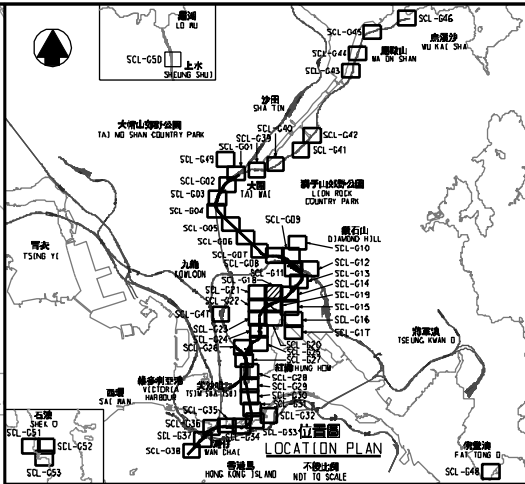 羅湖
LO WU
SCL-G50
上水
SHEUNG SHUI
SCL-G46
烏溪沙
WU KAI SHA
SCL-G45
SCL-G44
馬鞍山
MA ON SHAN
SCL-G43
沙田
SHA TIN
大帽山郊野公園
TAI MO SHAN COUNTRY PARK
SCL-G40
SCL-G39
SCL-G01
SCL-G42
SCL-G41
SCL-G49
SCL-G02
大圍
TAI WAI
獅子山郊野公園
LION ROCK
COUNTRY PARK
SCL-G03
SCL-G04
SCL-G09
SCL-G05
SCL-G06
鑽石山
DIAMOND HILL
SCL-G10
青衣
TSING YI
SCL-G07
SCL-G08
九龍
KOWLOON
SCL-G11
SCL-G12
SCL-G13
SCL-G18
SCL-G14
SCL-G21
SCL-G19
SCL-G22
SCL-G15
SCL-G47
SCL-G16
SCL-G23
SCL-G17
將軍澳
TSEUNG KWAN O
SCL-G24
SCL-G20
SCL-G26
SCL-G27
紅磡
HUNG HOM
維多利亞港
VICTORIA
HARBOUR
尖沙咀
TSIM SHA TSUI
SCL-G28
SCL-G29
SCL-G30
SCL-G31
西環
SAI WAN
SCL-G35
SCL-G32
SCL-G36
SCL-G34
SCL-G33
SCL-G37
灣仔
WAN CHAI
SCL-G38
石澳
SHEK O
SCL-G51
SCL-G52
SCL-G53
位置圖
LOCATION PLAN
香港島
HONG KONG ISLAND
不按比例
NOT TO SCALE
佛堂澳
FAT TONG O
SCL-G48